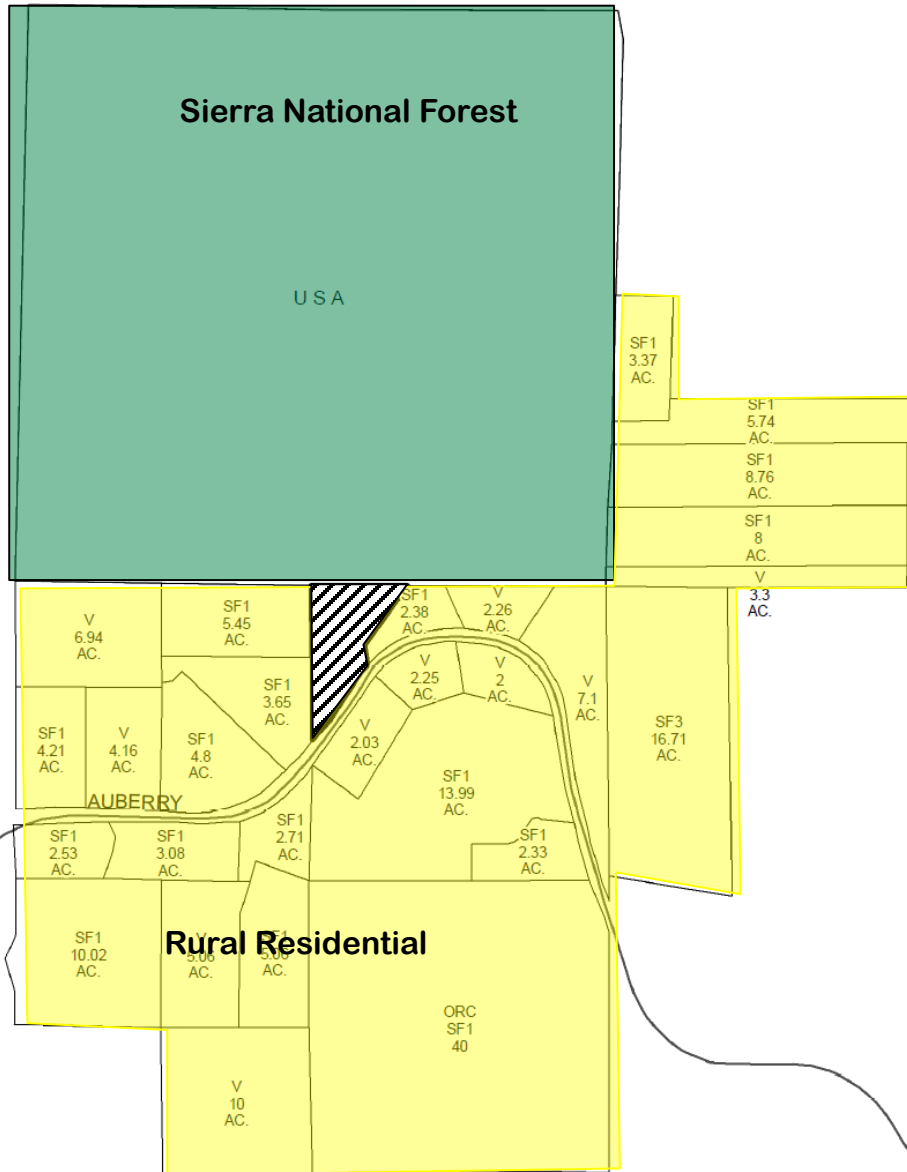 Sierra National Forest
U S A
SF1
3.37
AC.
SF1
5.74
AC.
SF1
8.76
AC.
SF1
8
AC.
V
3.3
AC.
V
6.94
AC.
SF1
5.45
AC.
SF1
2.38
AC.
V
2.26
AC.
SF1
4.21
AC.
V
4.16
AC.
SF1
4.8
AC.
SF1
3.65
AC.
V
2.25
AC.
V
2
AC.
V
7.1
AC.
V
2.03
AC.
SF3
16.71
AC.
SF1
13.99
AC.
AUBERRY
SF1
2.53
AC.
SF1
3.08
AC.
SF1
2.71
AC.
SF1
2.33
AC.
Rural Residential
SF1
10.02
AC.
V
5.06
AC.
SF1
AC.
ORC
SF1
40
V
10
AC.